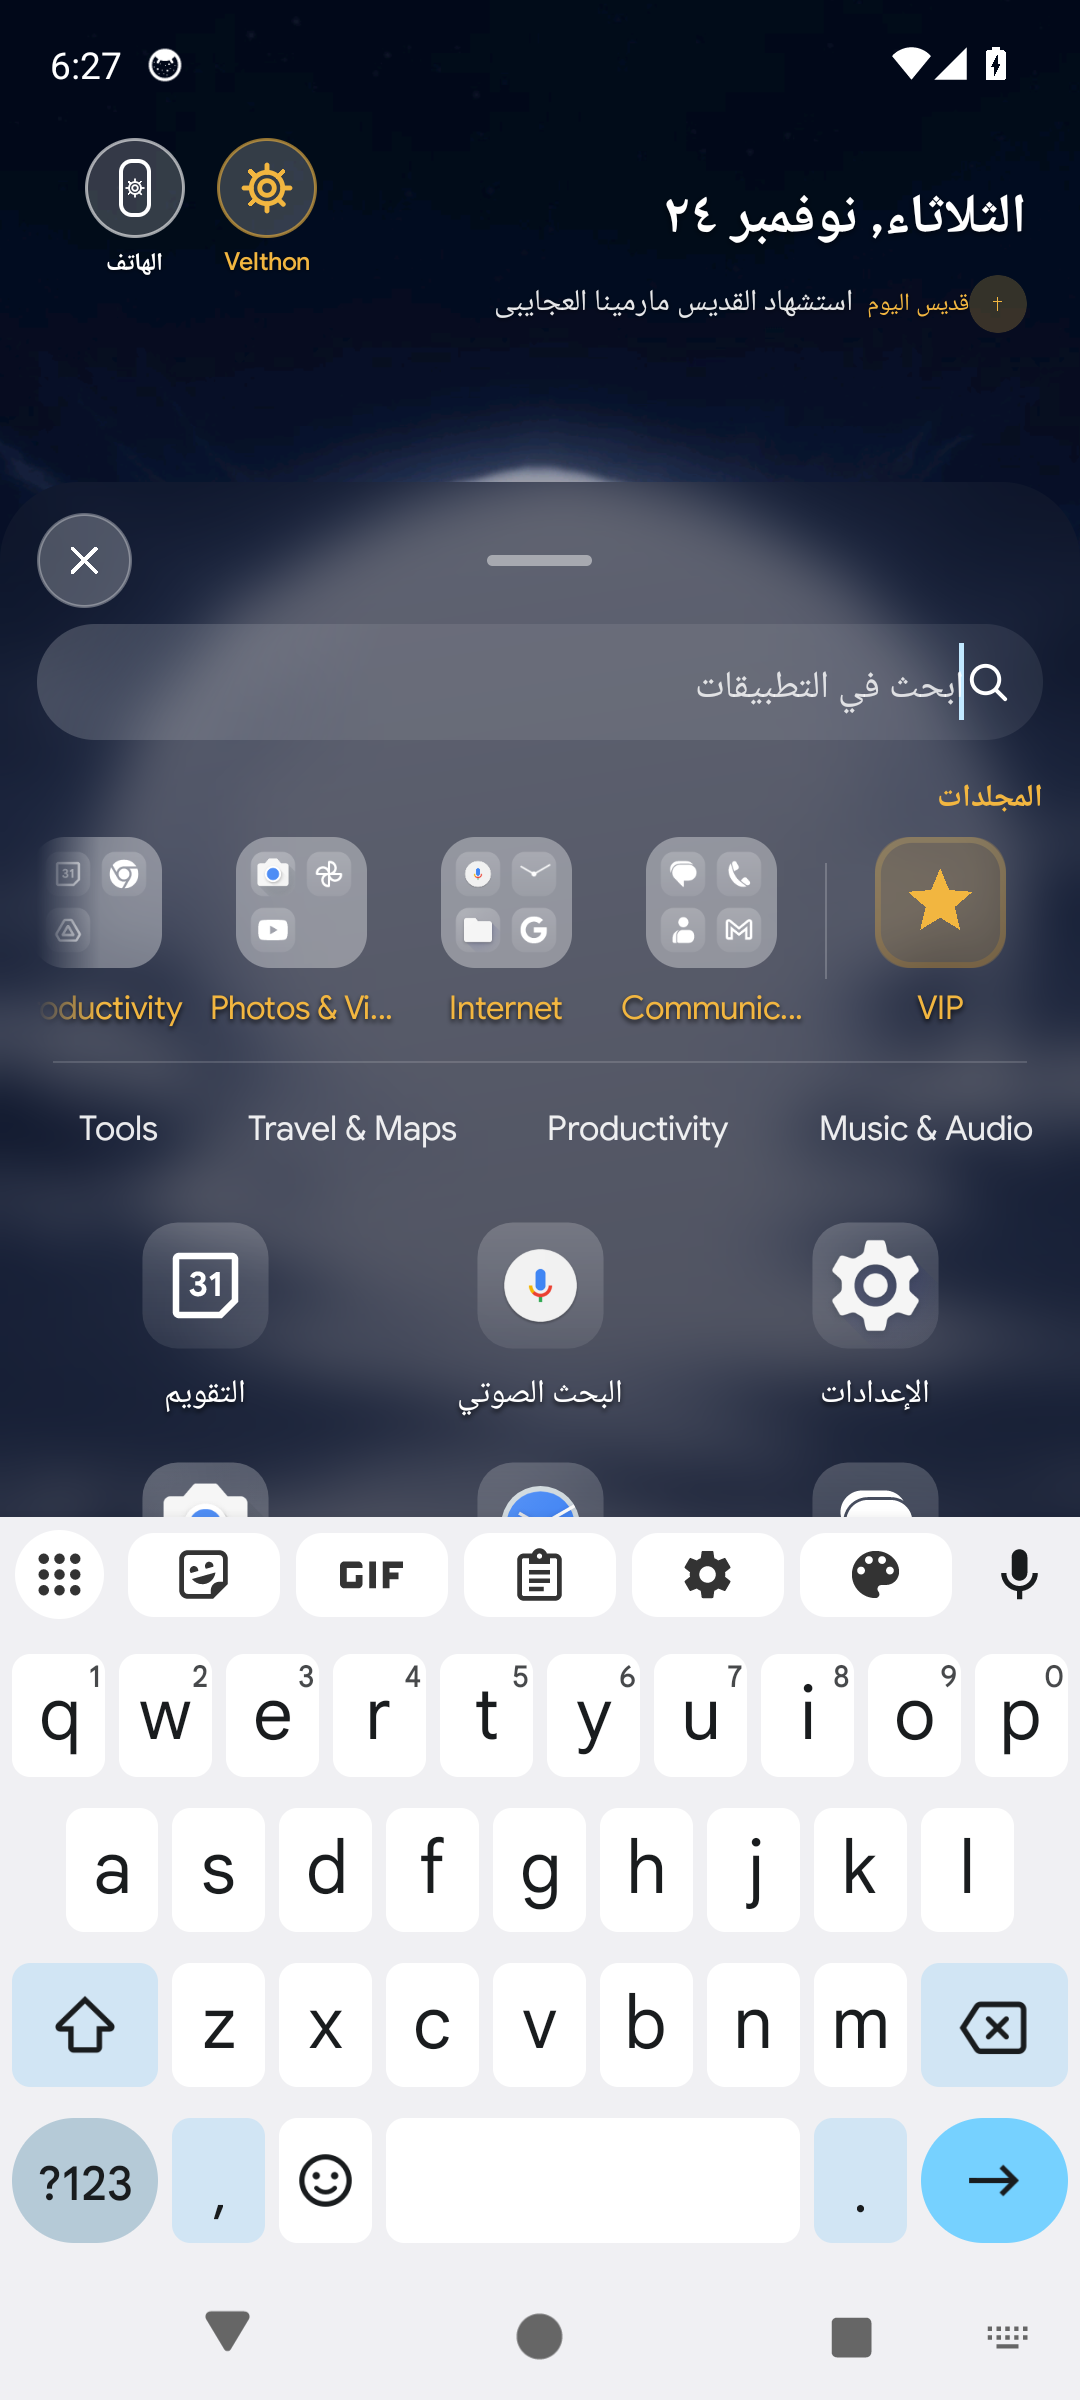 6:27
الهاتف
Velthon
الثلاثاء, نوفمبر ٢٤
قديس اليوم استشهاد القديس مارمينا العجايبى
ابحث في التطبيقات
المجلدات
VIP
Communic...
Internet
Photos & Vi...
oductivity
Tools Travel & Maps Productivity Music & Audio
31
الإعدادات
البحث الصوتي
التقويم
GIF
q 1 w 2 e 3 r 4 t 5 y 6 u 7 i 8 o 9 p 0
a s d f g h j k l
z x c v b n m
?123 , .